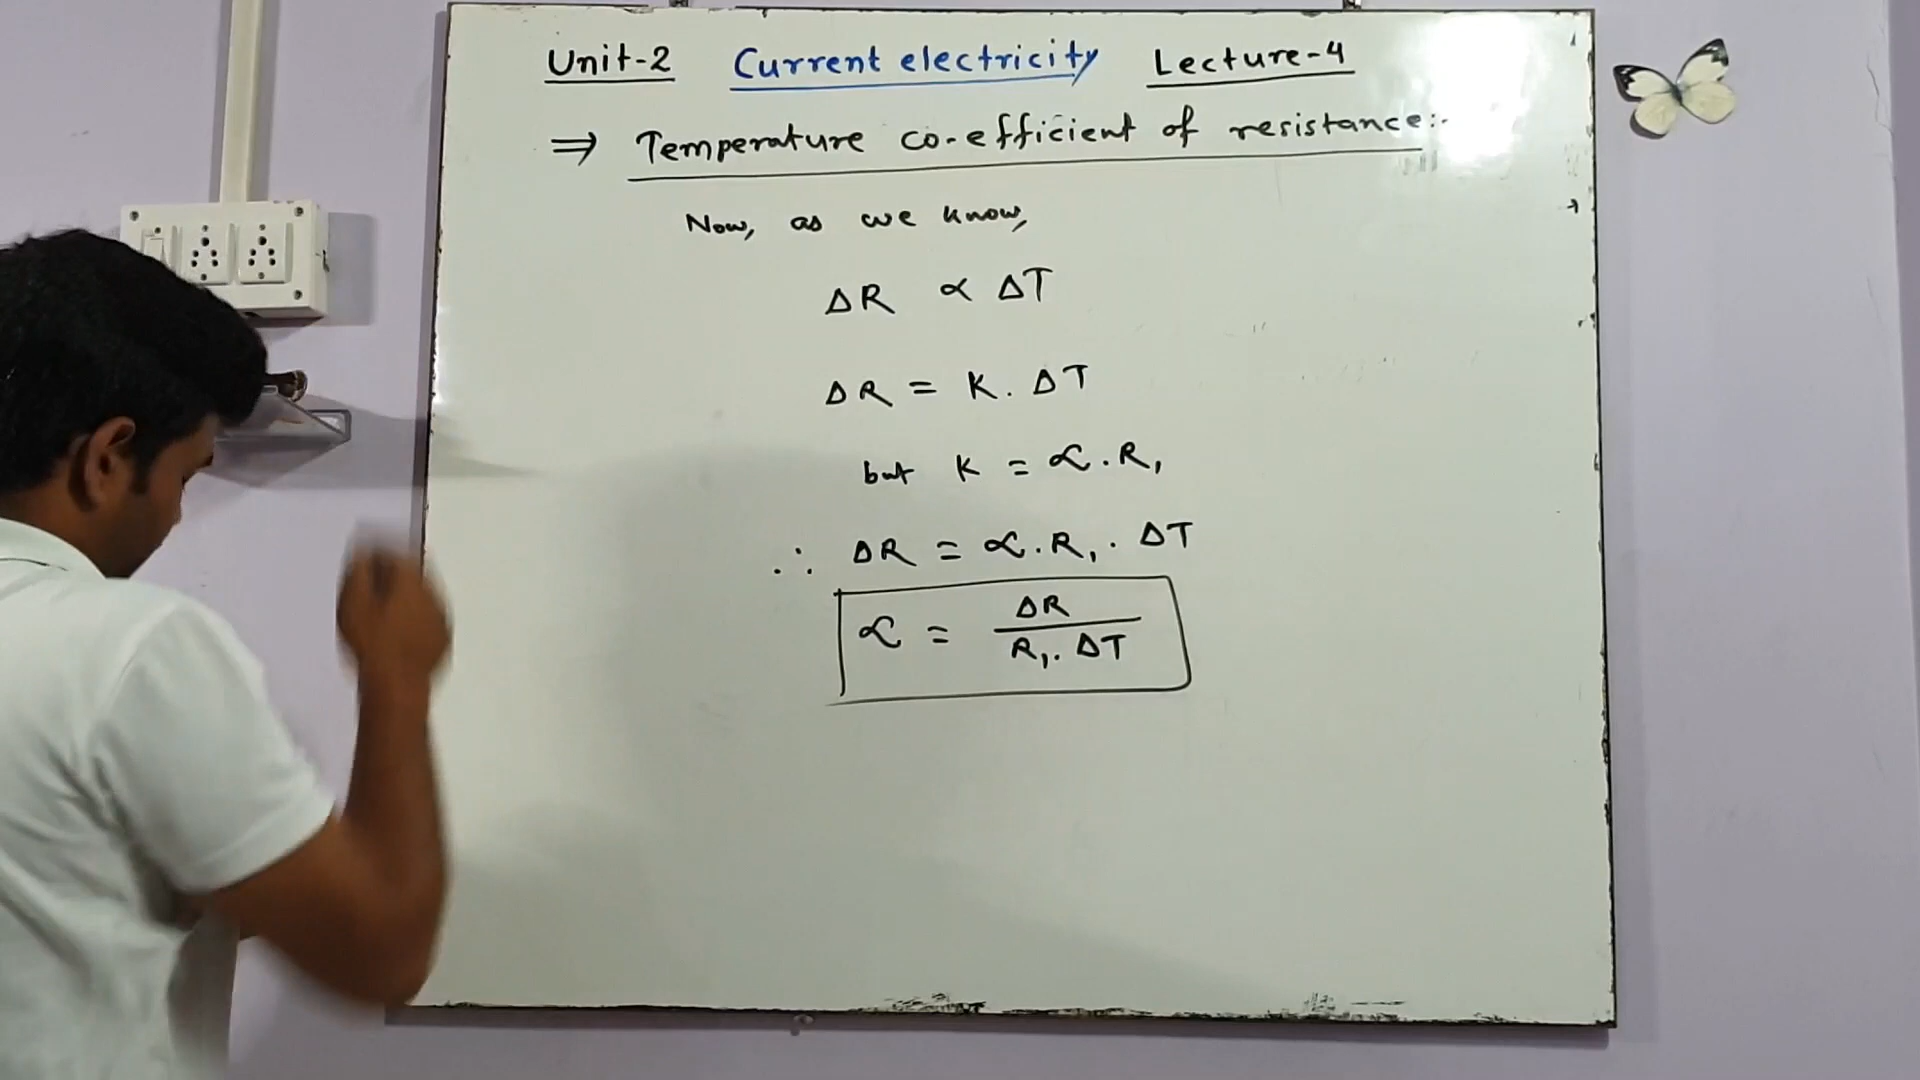 Unit-2 Current electricity Lecture-4
⇒ Temperature co-efficient of resistance:-
Now, as we know,
ΔR ∝ ΔT
ΔR = K. ΔT
but K = ∝.R₁
∴ ΔR = ∝.R₁. ΔT
∝ = ΔR / R₁. ΔT